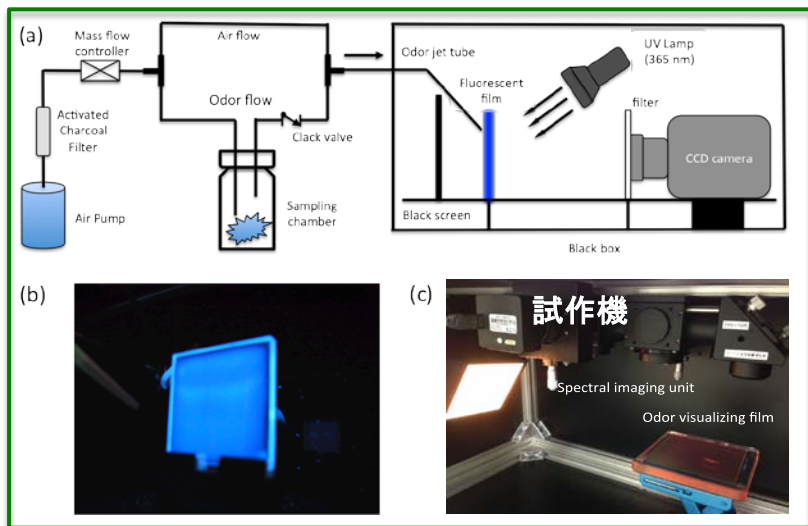 (a)
Mass flow
controller
Air flow
Odor jet tube
UV Lamp
(365 nm)
Fluorescent
film
filter
Activated
Charcoal
Filter
Odor flow
Clack valve
CCD camera
Air Pump
Sampling
chamber
Black screen
Black box
(b)
(c)
試作機
Spectral imaging unit
Odor visualizing film